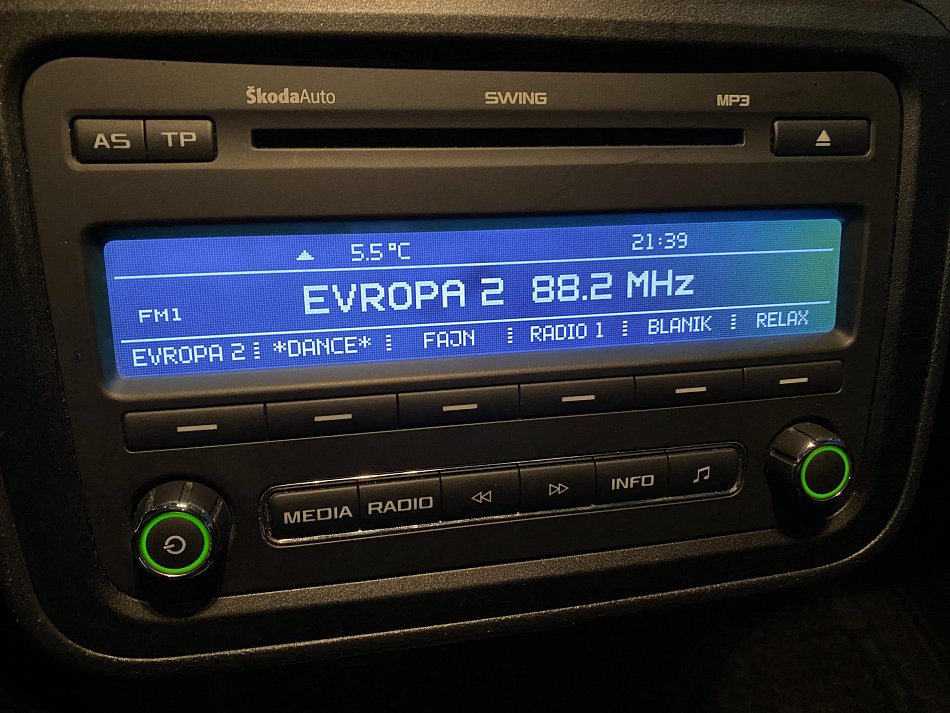 ŠkodaAuto SWING MP3
AS TP
5.5 °C 21:39
FM1 EVROPA 2 88.2 MHz
EVROPA 2 *DANCE* FAJN RADIO 1 BLANIK RELAX
MEDIA RADIO INFO